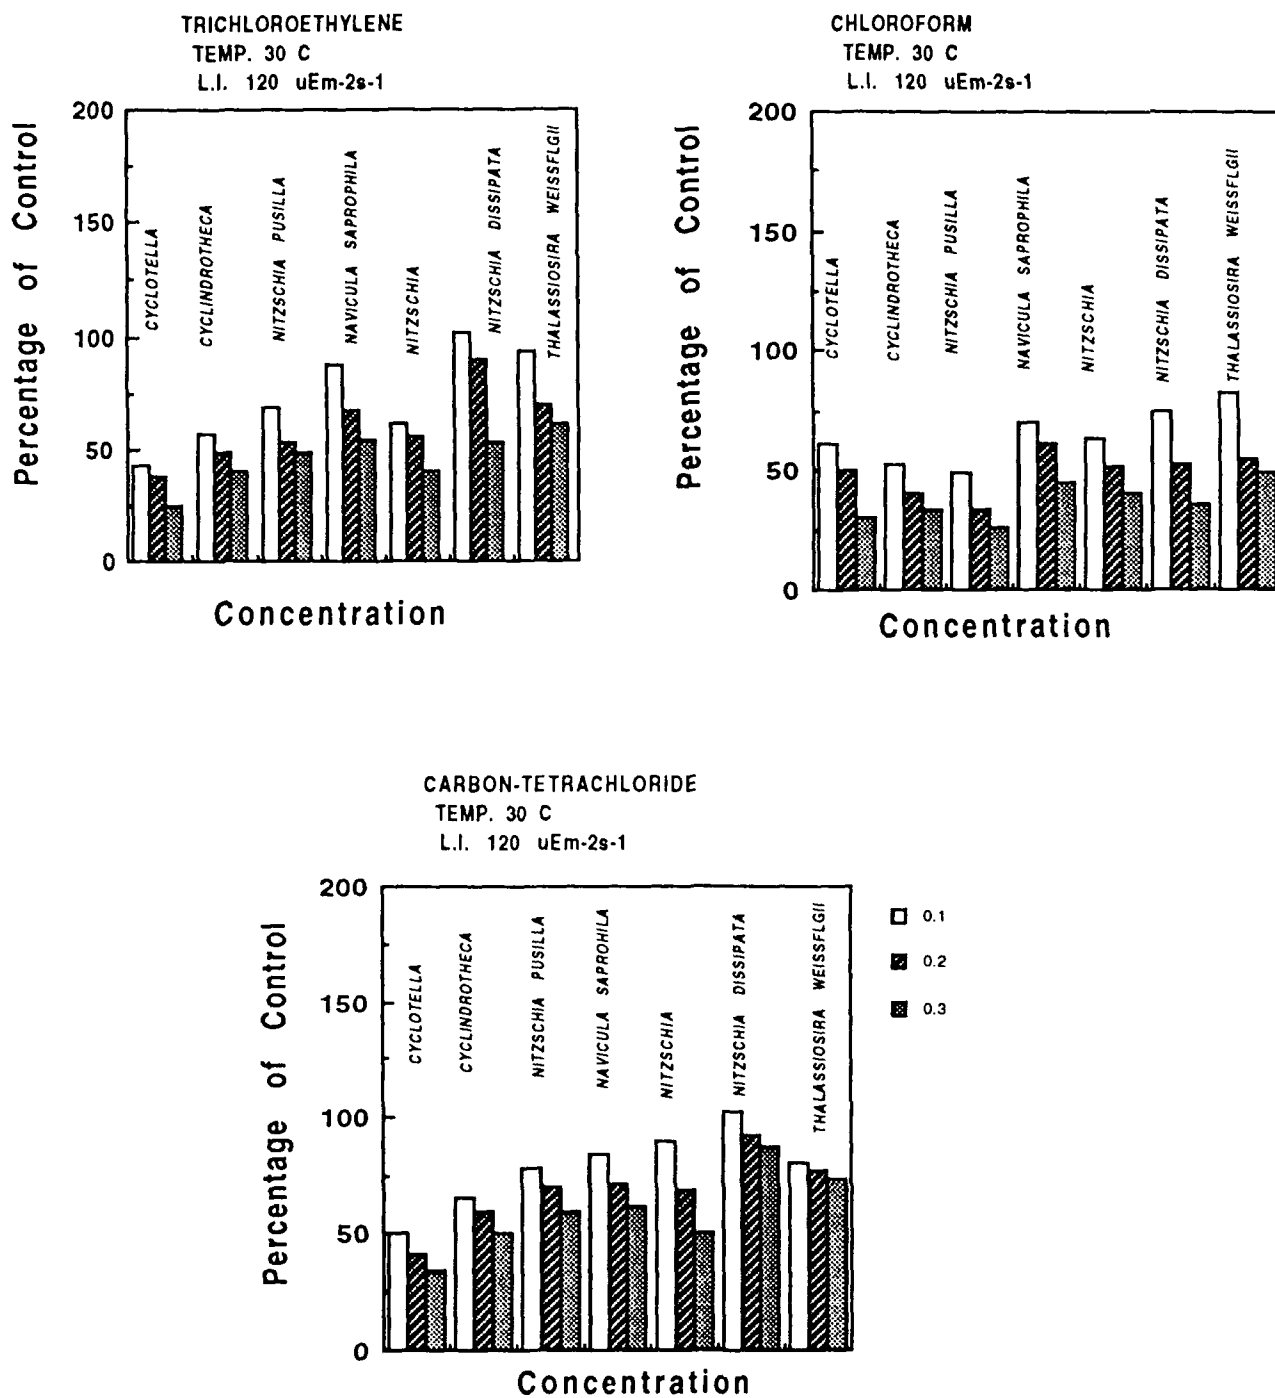 TRICHLOROETHYLENE
TEMP. 30 C
L.I. 120 uEm-2s-1
Percentage of Control
200
150
100
50
0
CYCLOTELLA
CYCLINDROTHECA
NITZSCHIA PUSILLA
NAVICULA SAPROPHILA
NITZSCHIA
NITZSCHIA DISSIPATA
THALASSIOSIRA WEISSFLGII
Concentration
CHLOROFORM
TEMP. 30 C
L.I. 120 uEm-2s-1
Percentage of Control
200
150
100
50
0
CYCLOTELLA
CYCLINDROTHECA
NITZSCHIA PUSILLA
NAVICULA SAPROPHILA
NITZSCHIA
NITZSCHIA DISSIPATA
THALASSIOSIRA WEISSFLGII
Concentration
CARBON-TETRACHLORIDE
TEMP. 30 C
L.I. 120 uEm-2s-1
Percentage of Control
200
150
100
50
0
CYCLOTELLA
CYCLINDROTHECA
NITZSCHIA PUSILLA
NAVICULA SAPROHILA
NITZSCHIA
NITZSCHIA DISSIPATA
THALASSIOSIRA WEISSFLGII
0.1
0.2
0.3
Concentration